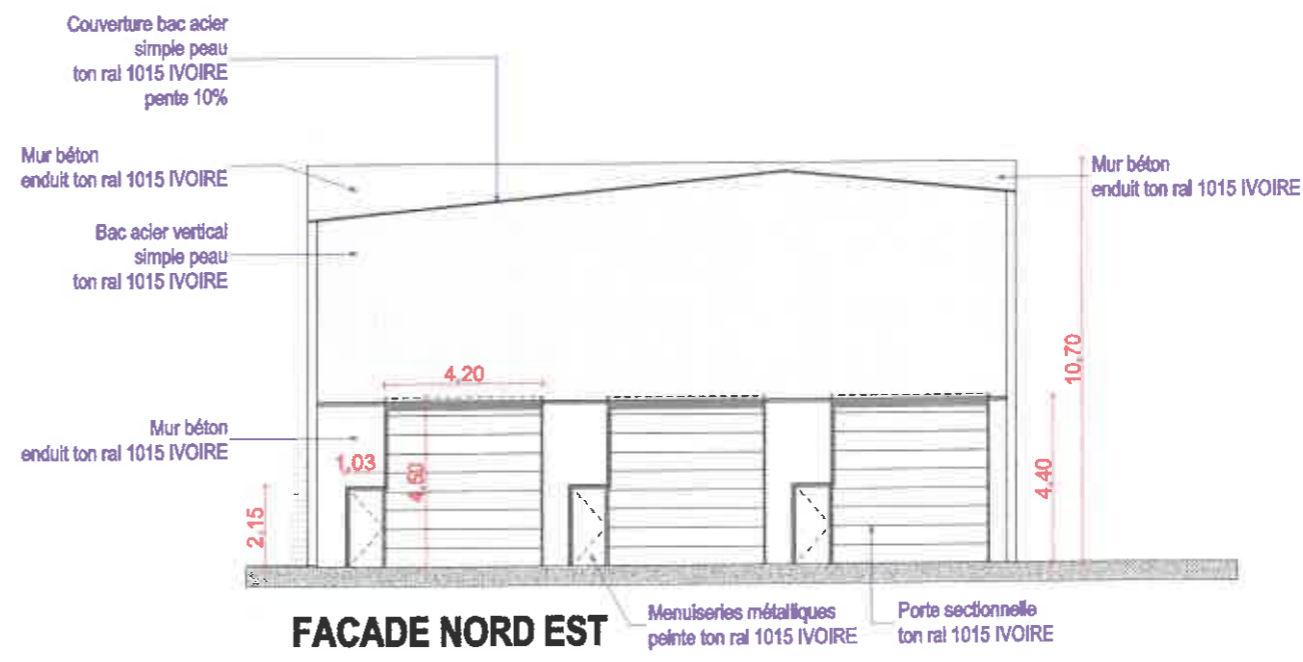 Couverture bac acier
simple peau
ton ral 1015 IVOIRE
pente 10%
Mur béton
enduit ton ral 1015 IVOIRE
Mur béton
enduit ton ral 1015 IVOIRE
Bac acier vertical
simple peau
ton ral 1015 IVOIRE
10,70
4,20
Mur béton
enduit ton ral 1015 IVOIRE
1,03
4,60
4,40
2,15
FACADE NORD EST
Menuiseries métalliques
peinte ton ral 1015 IVOIRE
Porte sectionnelle
ton ral 1015 IVOIRE